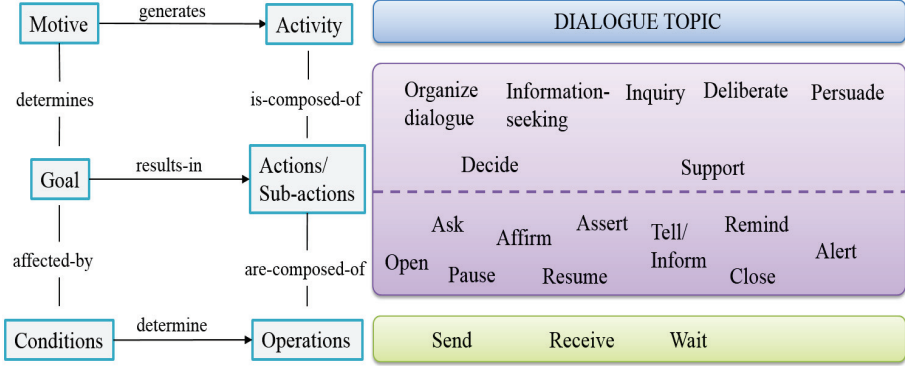 Motive
generates
Activity
DIALOGUE TOPIC
determines
is-composed-of
Organize
dialogue
Information-
seeking
Inquiry
Deliberate
Persuade
Decide
Support
Goal
results-in
Actions/
Sub-actions
affected-by
are-composed-of
Ask
Affirm
Assert
Tell/
Inform
Remind
Alert
Open
Pause
Resume
Close
Conditions
determine
Operations
Send
Receive
Wait